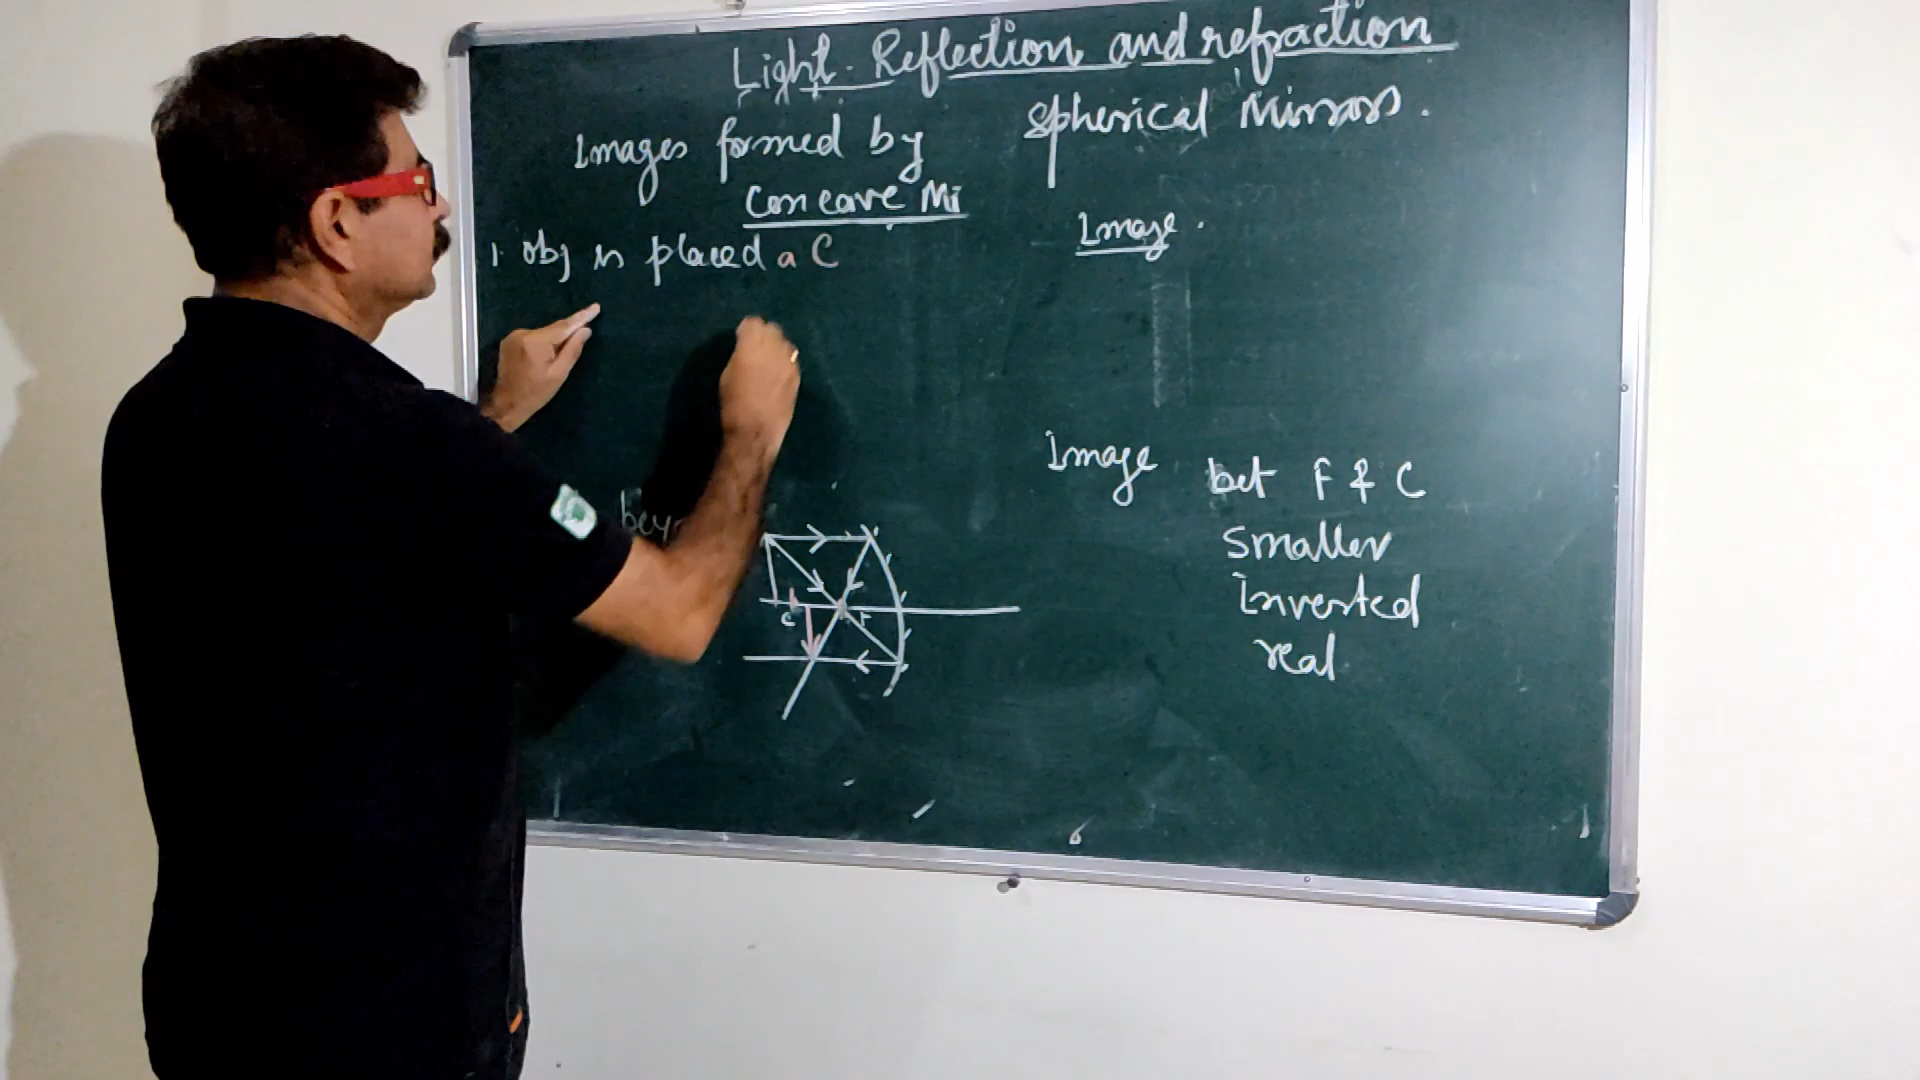 Light - Reflection and refraction
Images formed by Spherical Mirrors.
Concave Mi
1. obj is placed a C
Image.
Image bet F & C
Smaller
Inverted
real
C F